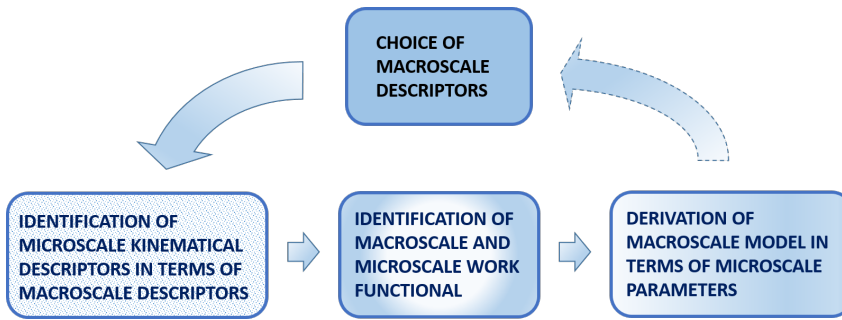 CHOICE OF
MACROSCALE
DESCRIPTORS
IDENTIFICATION OF
MICROSCALE KINEMATICAL
DESCRIPTORS IN TERMS OF
MACROSCALE DESCRIPTORS
IDENTIFICATION OF
MACROSCALE AND
MICROSCALE WORK
FUNCTIONAL
DERIVATION OF
MACROSCALE MODEL IN
TERMS OF MICROSCALE
PARAMETERS